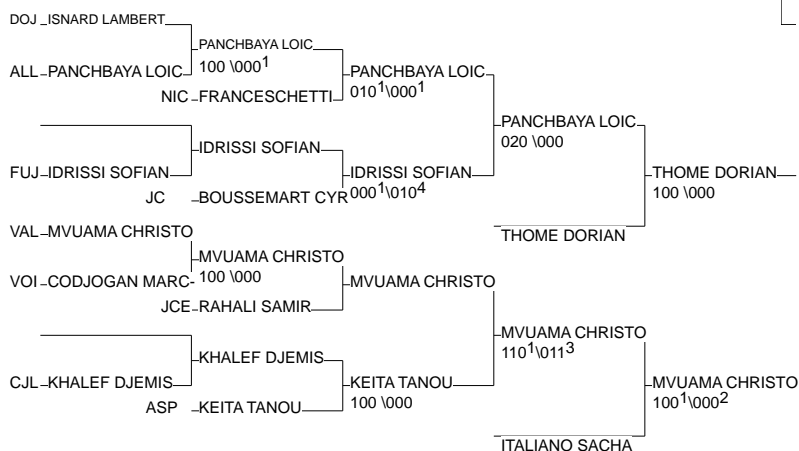 DOJ ISNARD LAMBERT
PANCHBAYA LOIC
100 \000¹
ALL PANCHBAYA LOIC
PANCHBAYA LOIC
010¹\000¹
NIC FRANCESCHETTI
PANCHBAYA LOIC
020 \000
IDRISSI SOFIAN
FUJ IDRISSI SOFIAN
IDRISSI SOFIAN
000¹\010⁴
THOME DORIAN
100 \000
JC BOUSSEMART CYR
VAL MVUAMA CHRISTO
THOME DORIAN
MVUAMA CHRISTO
100 \000
VOI CODJOGAN MARC-
MVUAMA CHRISTO
JCE RAHALI SAMIR
MVUAMA CHRISTO
110¹\011³
KHALEF DJEMIS
CJL KHALEF DJEMIS
KEITA TANOU
100 \000
MVUAMA CHRISTO
100¹\000²
ASP KEITA TANOU
ITALIANO SACHA